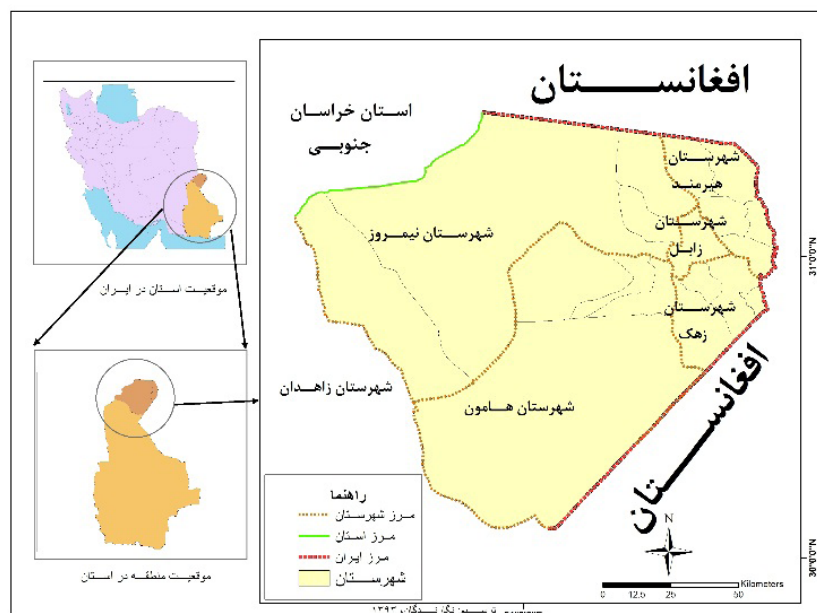 افغانستان
استان خراسان
جنوبی
شهرستان
هیرمند
شهرستان
زابل
شهرستان نیمروز
شهرستان
زهک
شهرستان زاهدان
شهرستان هامون
افغانستان
موقعیت استان در ایران
موقعیت منطقه در استان
راهنما
مرز شهرستان
مرز استان
مرز ایران
شهرستان
N
Kilometers
0 12.5 25 50
31°0'0"N
30°0'0"N
نگارندگان، ۱۳۹۳